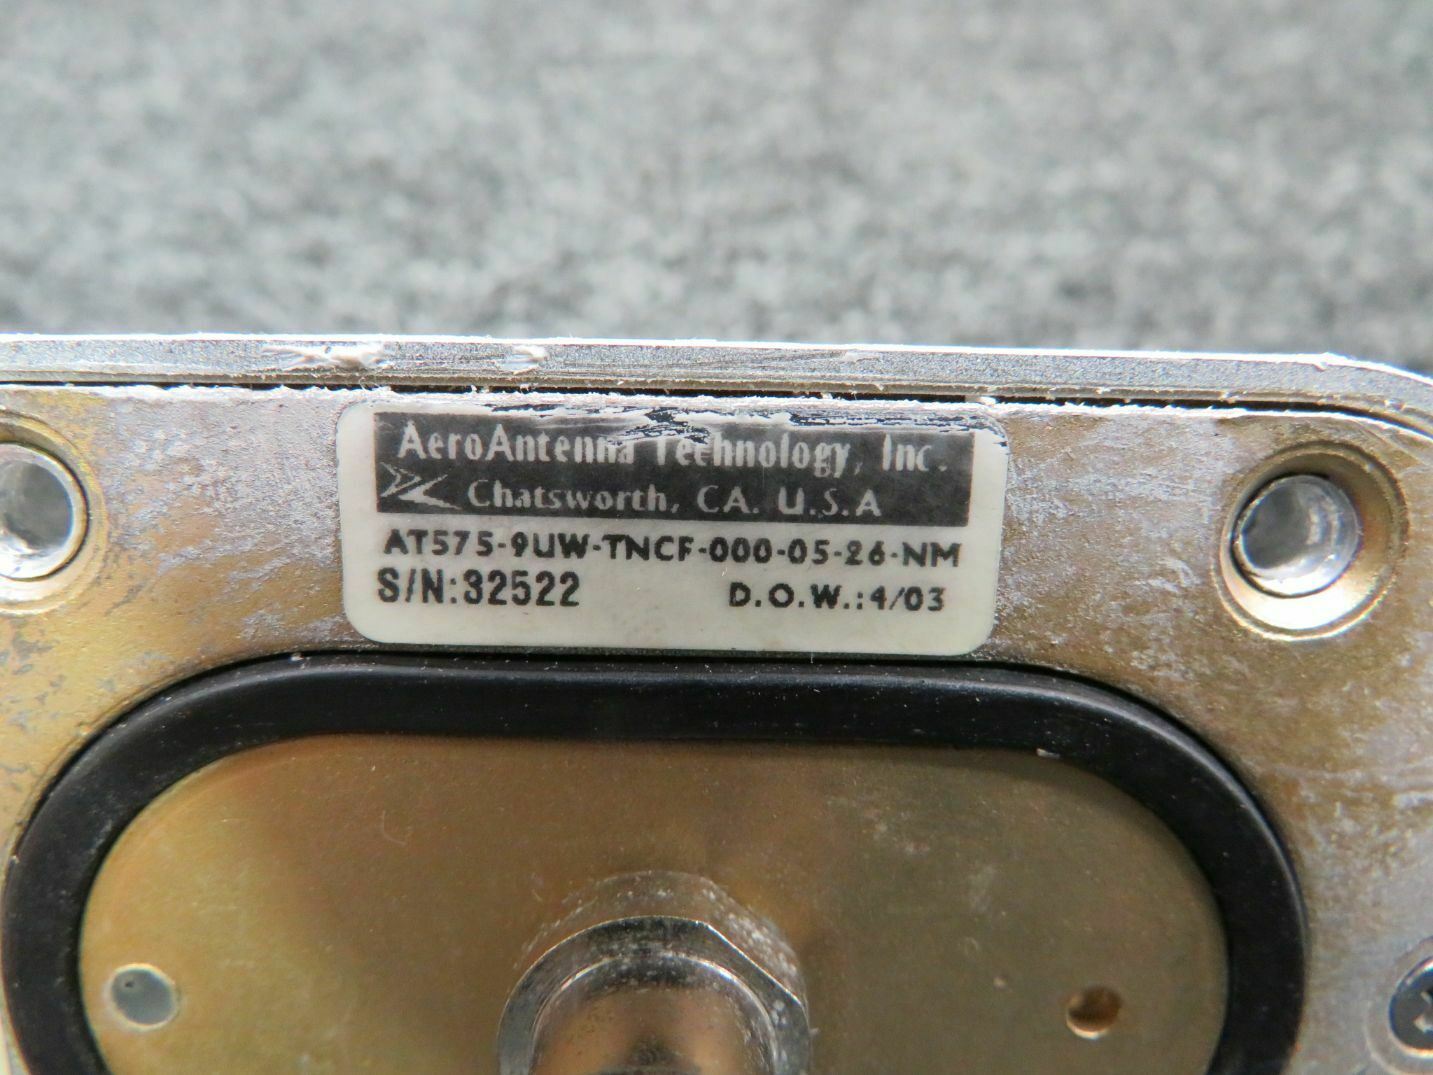 AeroAntenna Technology, Inc.
Chatsworth, CA. U.S.A
AT575-9UW-TNCF-000-05-26-NM
S/N:32522 D.O.W.:4/03